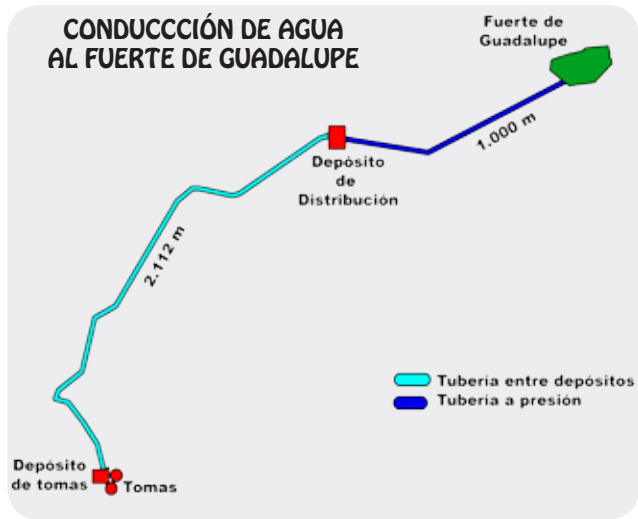 CONDUCCCIÓN DE AGUA
AL FUERTE DE GUADALUPE
Fuerte de
Guadalupe
1.000 m
Depósito
de
Distribución
2.112 m
Tubería entre depósitos
Tubería a presión
Depósito
de tomas
Tomas